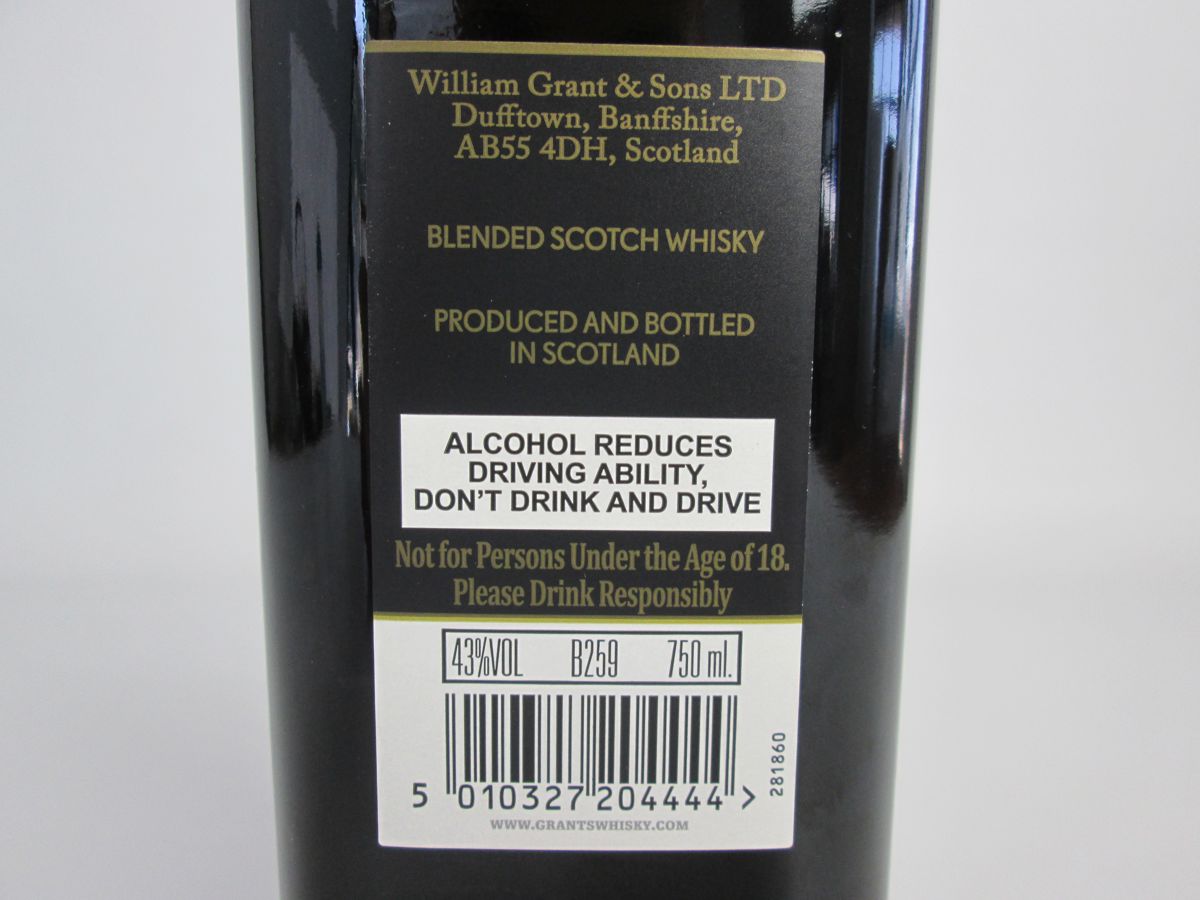 William Grant & Sons LTD
Dufftown, Banffshire,
AB55 4DH, Scotland
BLENDED SCOTCH WHISKY
PRODUCED AND BOTTLED
IN SCOTLAND
ALCOHOL REDUCES
DRIVING ABILITY,
DON'T DRINK AND DRIVE
Not for Persons Under the Age of 18.
Please Drink Responsibly
43%VOL B259 750 ml.
5 010327 204444 >
281860
WWW.GRANTSWHISKY.COM